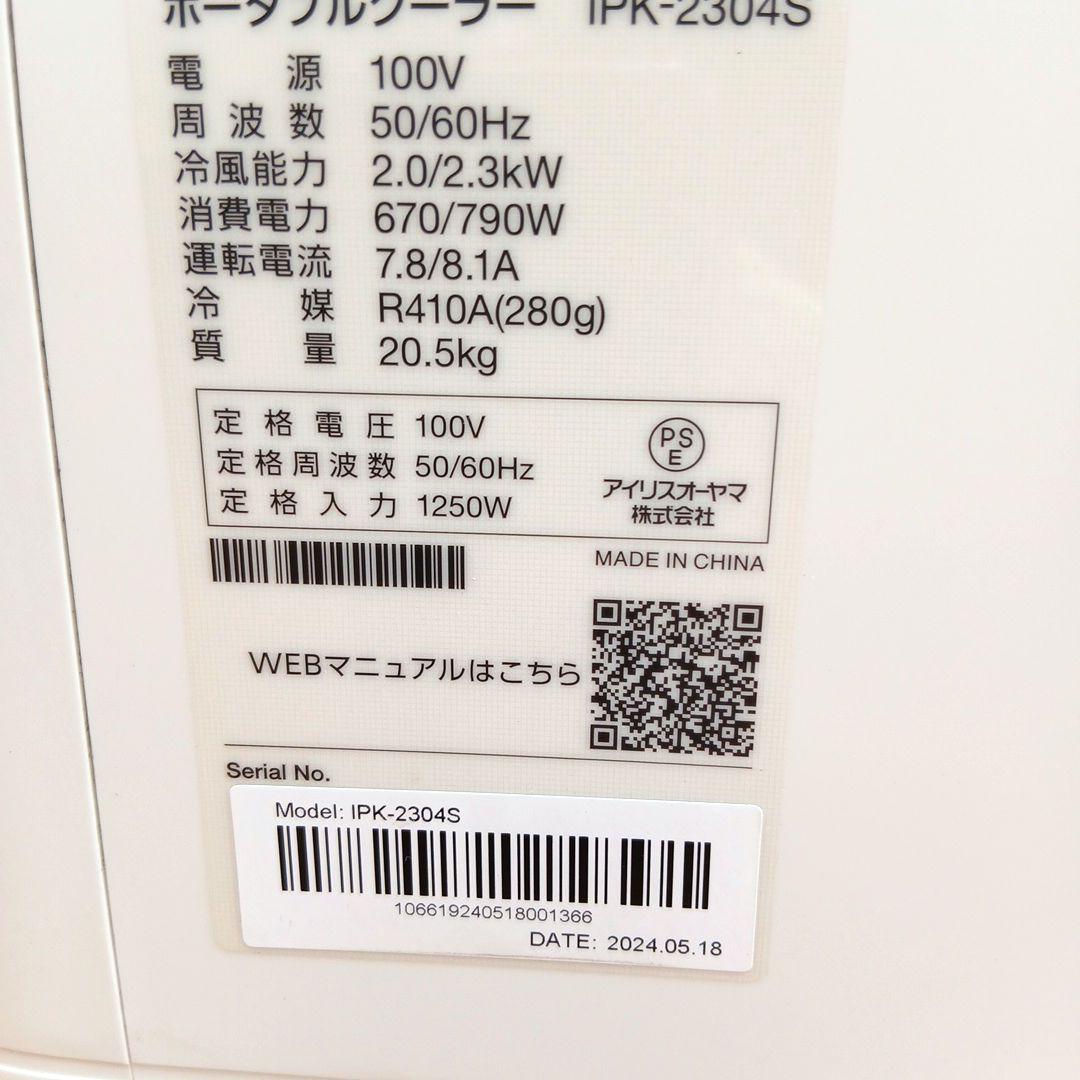 ポータブルクーラー IPK-2304S
電源 100V
周波数 50/60Hz
冷風能力 2.0/2.3kW
消費電力 670/790W
運転電流 7.8/8.1A
冷媒 R410A(280g)
質量 20.5kg
定格電圧 100V
定格周波数 50/60Hz
定格入力 1250W
PS
E
アイリスオーヤマ
株式会社
MADE IN CHINA
WEBマニュアルはこちら
Serial No.
Model: IPK-2304S
106619240518001366
DATE: 2024.05.18